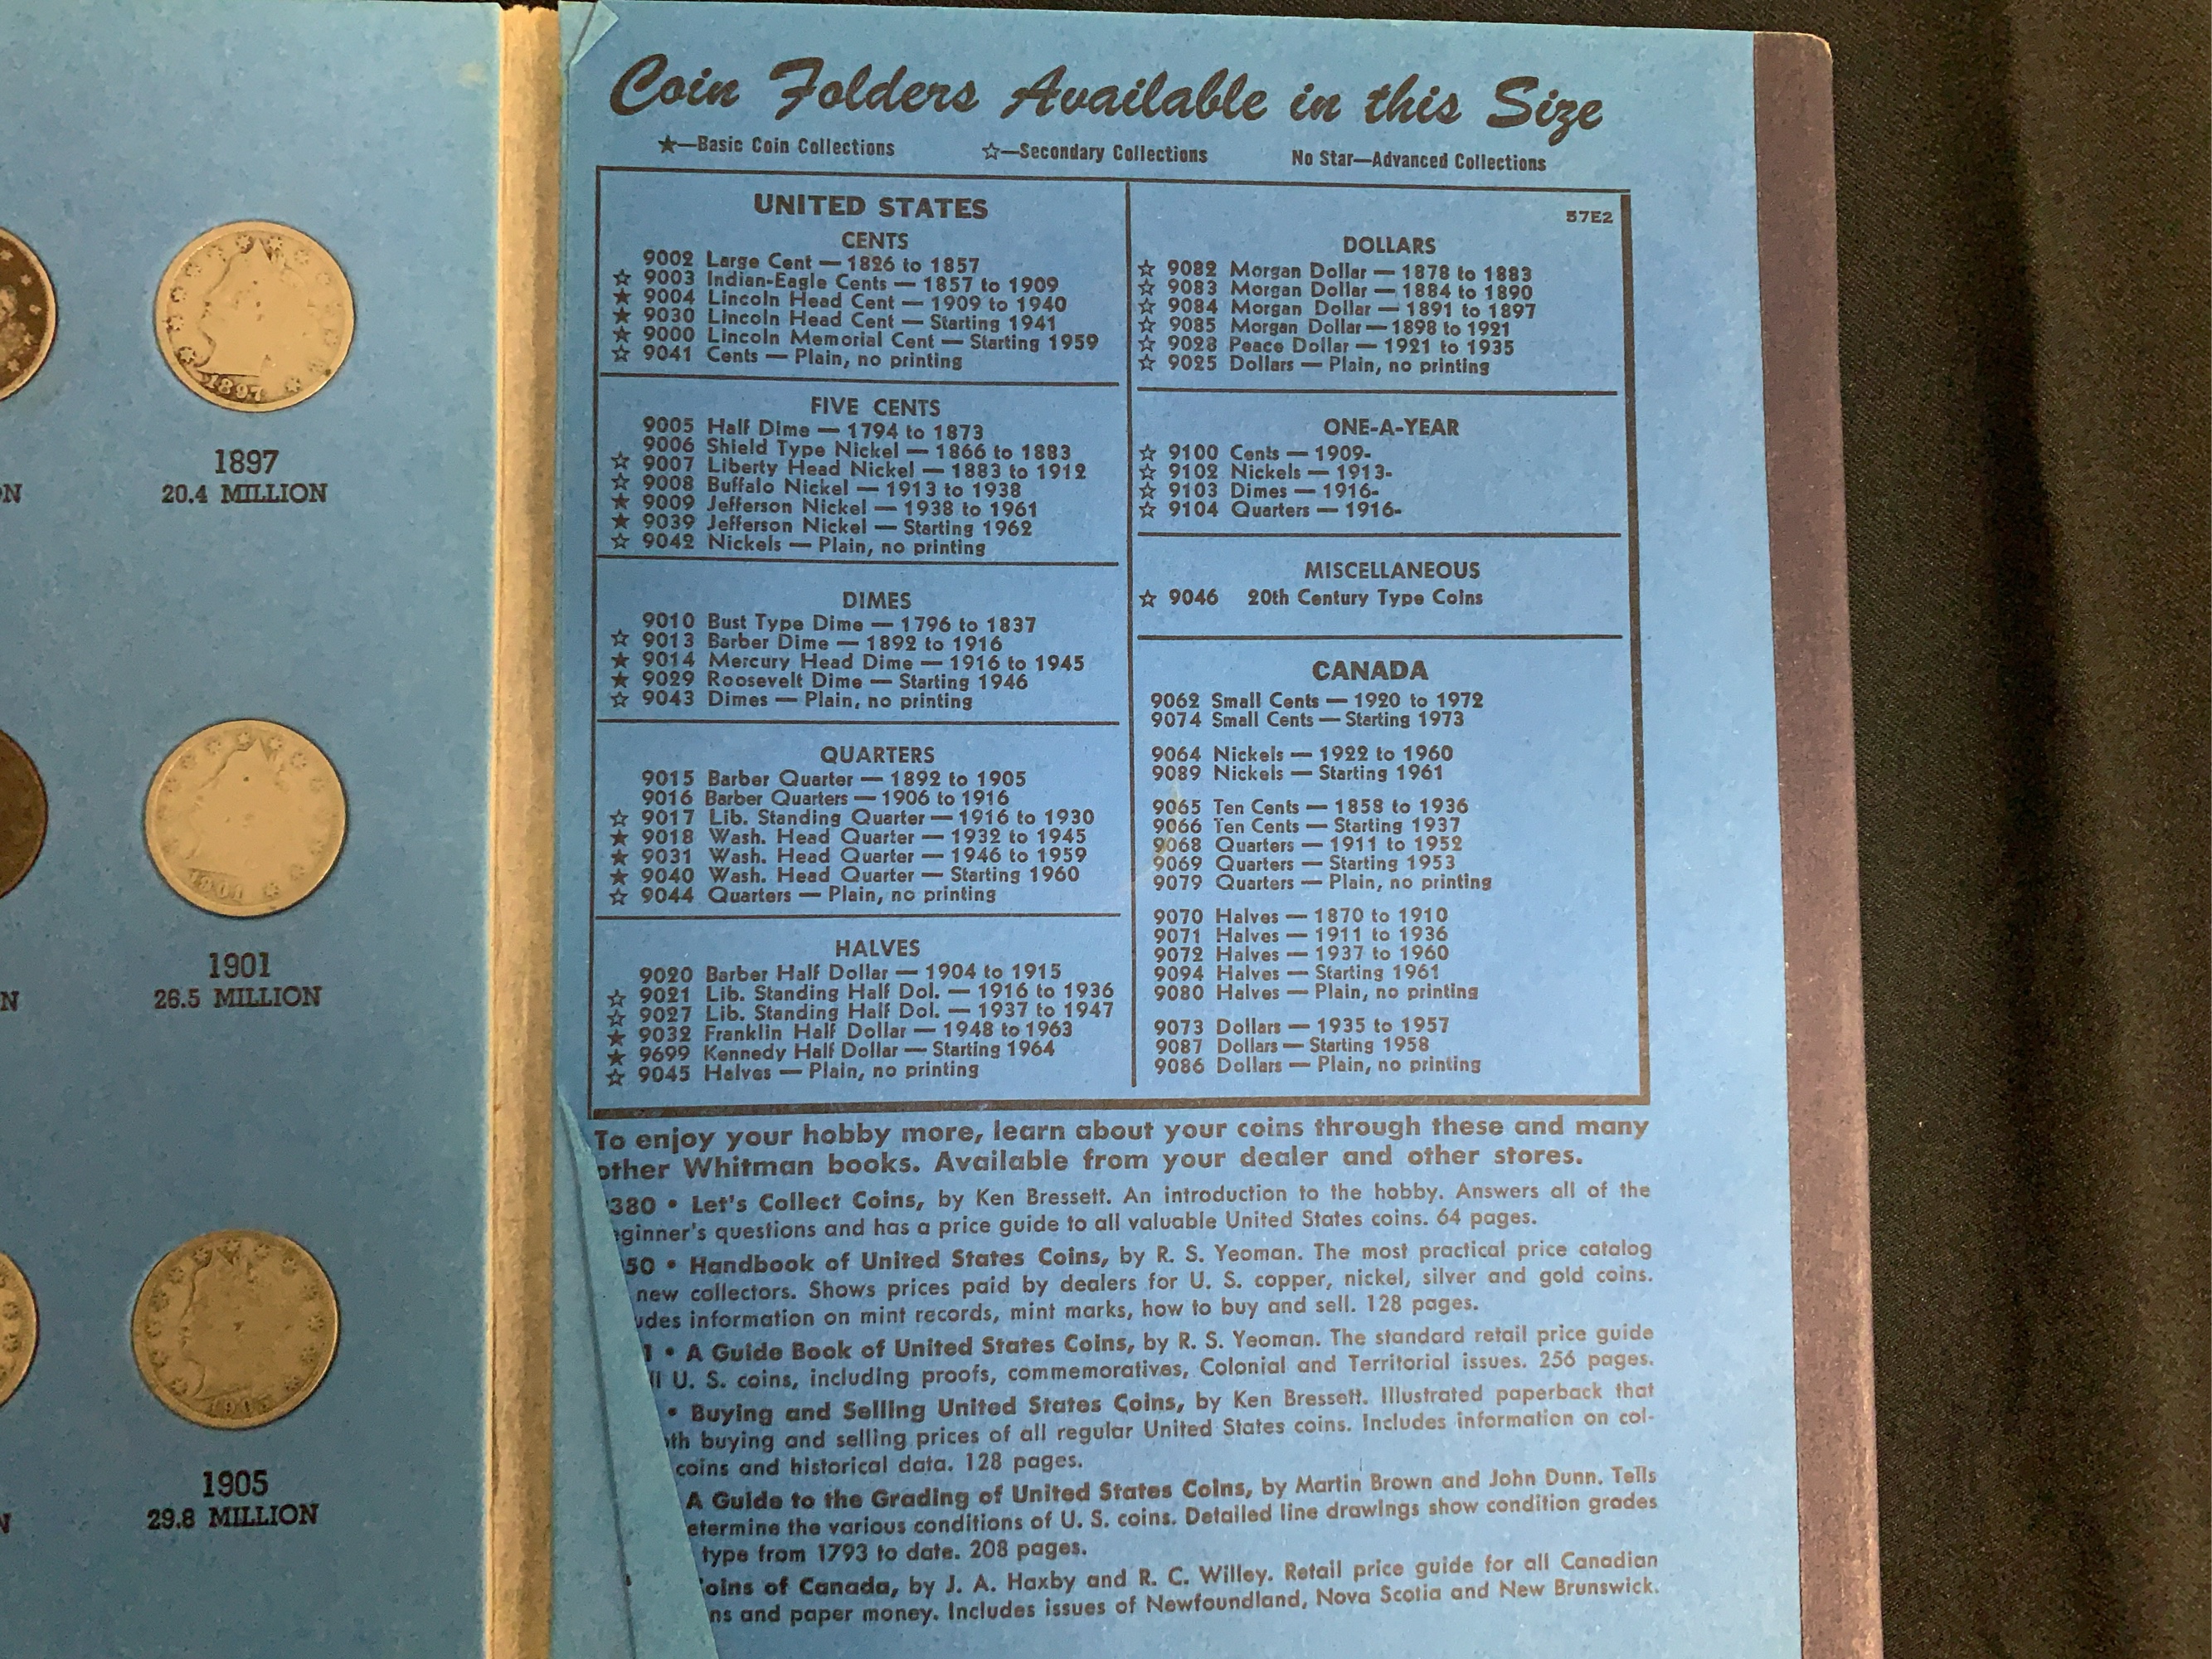 1897
1897
20.4 MILLION
1901
1901
26.5 MILLION
1905
29.8 MILLION
N
N
N
Coin Folders Available in this Size
★—Basic Coin Collections ☆—Secondary Collections No Star—Advanced Collections
UNITED STATES
CENTS
9002 Large Cent — 1826 to 1857
☆ 9003 Indian-Eagle Cents — 1857 to 1909
★ 9004 Lincoln Head Cent — 1909 to 1940
★ 9030 Lincoln Head Cent — Starting 1941
★ 9000 Lincoln Memorial Cent — Starting 1959
☆ 9041 Cents — Plain, no printing
FIVE CENTS
9005 Half Dime — 1794 to 1873
9006 Shield Type Nickel — 1866 to 1883
☆ 9007 Liberty Head Nickel — 1883 to 1912
☆ 9008 Buffalo Nickel — 1913 to 1938
★ 9009 Jefferson Nickel — 1938 to 1961
★ 9039 Jefferson Nickel — Starting 1962
☆ 9042 Nickels — Plain, no printing
DIMES
9010 Bust Type Dime — 1796 to 1837
☆ 9013 Barber Dime — 1892 to 1916
★ 9014 Mercury Head Dime — 1916 to 1945
★ 9029 Roosevelt Dime — Starting 1946
☆ 9043 Dimes — Plain, no printing
QUARTERS
9015 Barber Quarter — 1892 to 1905
9016 Barber Quarters — 1906 to 1916
☆ 9017 Lib. Standing Quarter — 1916 to 1930
★ 9018 Wash. Head Quarter — 1932 to 1945
★ 9031 Wash. Head Quarter — 1946 to 1959
★ 9040 Wash. Head Quarter — Starting 1960
☆ 9044 Quarters — Plain, no printing
HALVES
9020 Barber Half Dollar — 1904 to 1915
☆ 9021 Lib. Standing Half Dol. — 1916 to 1936
☆ 9027 Lib. Standing Half Dol. — 1937 to 1947
★ 9032 Franklin Half Dollar — 1948 to 1963
★ 9699 Kennedy Half Dollar — Starting 1964
☆ 9045 Halves — Plain, no printing
57E2
DOLLARS
☆ 9082 Morgan Dollar — 1878 to 1883
☆ 9083 Morgan Dollar — 1884 to 1890
☆ 9084 Morgan Dollar — 1891 to 1897
☆ 9085 Morgan Dollar — 1898 to 1921
☆ 9028 Peace Dollar — 1921 to 1935
☆ 9025 Dollars — Plain, no printing
ONE-A-YEAR
☆ 9100 Cents — 1909-
☆ 9102 Nickels — 1913-
☆ 9103 Dimes — 1916-
☆ 9104 Quarters — 1916-
MISCELLANEOUS
☆ 9046 20th Century Type Coins
CANADA
9062 Small Cents — 1920 to 1972
9074 Small Cents — Starting 1973
9064 Nickels — 1922 to 1960
9089 Nickels — Starting 1961
9065 Ten Cents — 1858 to 1936
9066 Ten Cents — Starting 1937
9068 Quarters — 1911 to 1952
9069 Quarters — Starting 1953
9079 Quarters — Plain, no printing
9070 Halves — 1870 to 1910
9071 Halves — 1911 to 1936
9072 Halves — 1937 to 1960
9094 Halves — Starting 1961
9080 Halves — Plain, no printing
9073 Dollars — 1935 to 1957
9087 Dollars — Starting 1958
9086 Dollars — Plain, no printing
To enjoy your hobby more, learn about your coins through these and many
other Whitman books. Available from your dealer and other stores.
380 • Let's Collect Coins, by Ken Bressett. An introduction to the hobby. Answers all of the
eginner's questions and has a price guide to all valuable United States coins. 64 pages.
50 • Handbook of United States Coins, by R. S. Yeoman. The most practical price catalog
new collectors. Shows prices paid by dealers for U. S. copper, nickel, silver and gold coins.
udes information on mint records, mint marks, how to buy and sell. 128 pages.
1 • A Guide Book of United States Coins, by R. S. Yeoman. The standard retail price guide
ll U. S. coins, including proofs, commemoratives, Colonial and Territorial issues. 256 pages.
• Buying and Selling United States Coins, by Ken Bressett. Illustrated paperback that
th buying and selling prices of all regular United States coins. Includes information on col-
coins and historical data. 128 pages.
A Guide to the Grading of United States Coins, by Martin Brown and John Dunn. Tells
etermine the various conditions of U. S. coins. Detailed line drawings show condition grades
type from 1793 to date. 208 pages.
oins of Canada, by J. A. Haxby and R. C. Willey. Retail price guide for all Canadian
ns and paper money. Includes issues of Newfoundland, Nova Scotia and New Brunswick.